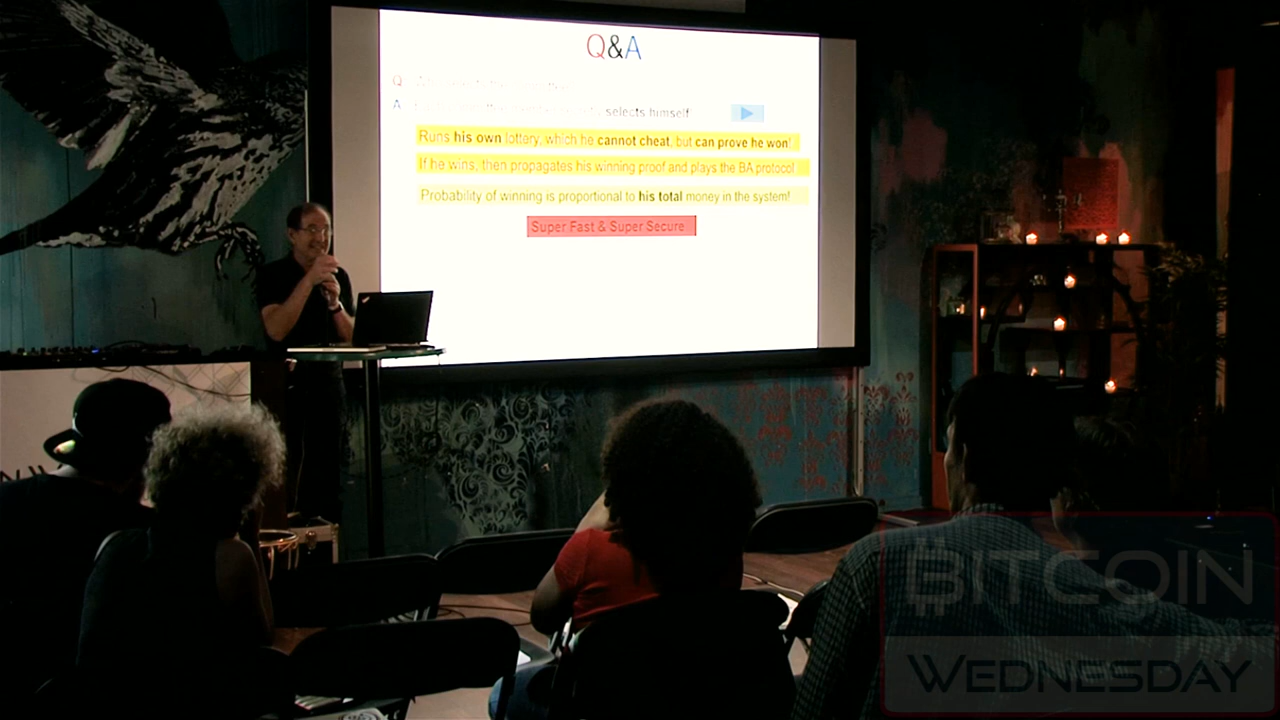 Q&A
Q
A selects himself
Runs his own lottery, which he cannot cheat, but can prove he won!
If he wins, then propagates his winning proof and plays the BA protocol
Probability of winning is proportional to his total money in the system!
Super Fast & Super Secure
BITCOIN
WEDNESDAY